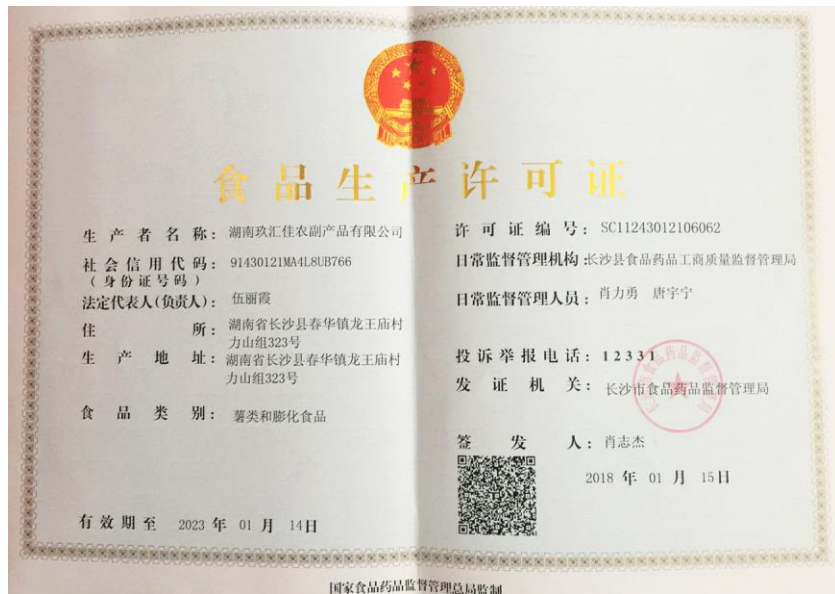 食品生产许可证
生产者名称：湖南玖汇佳农副产品有限公司
社会信用代码：91430121MA4L8UB766
（身份证号码）
法定代表人(负责人)：伍丽霞
住所：湖南省长沙县春华镇龙王庙村
力山组323号
生产地址：湖南省长沙县春华镇龙王庙村
力山组323号
食品类别：薯类和膨化食品
有效期至 2023 年 01 月 14日
许可证编号：SC11243012106062
日常监督管理机构：长沙县食品药品工商质量监督管理局
日常监督管理人员：肖力勇 唐宇宁
投诉举报电话：12331
发证机关：长沙市食品药品监督管理局
签发人：肖志杰
2018 年 01 月 15日
国家食品药品监督管理总局监制